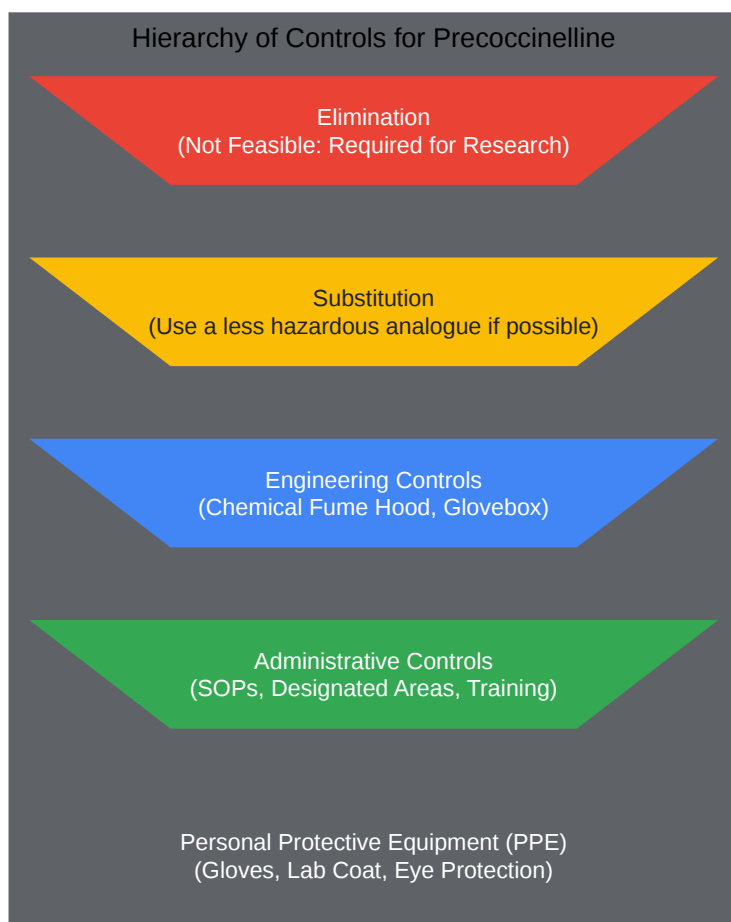 Hierarchy of Controls for Precoccinelline
Elimination
(Not Feasible: Required for Research)
Substitution
(Use a less hazardous analogue if possible)
Engineering Controls
(Chemical Fume Hood, Glovebox)
Administrative Controls
(SOPs, Designated Areas, Training)
Personal Protective Equipment (PPE)
(Gloves, Lab Coat, Eye Protection)